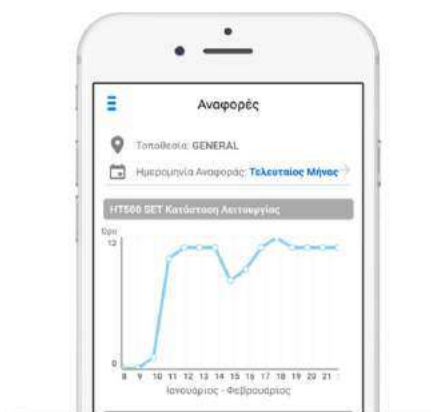 Αναφορές
Τοποθεσία: GENERAL
Ημερομηνία Αναφοράς: Τελευταίος Μήνας
HT500 SET Κατάσταση Λειτουργίας
Ώρα
12
0
8 9 10 11 12 13 14 15 16 17 18 19 20 21
Ιανουάριος - Φεβρουάριος